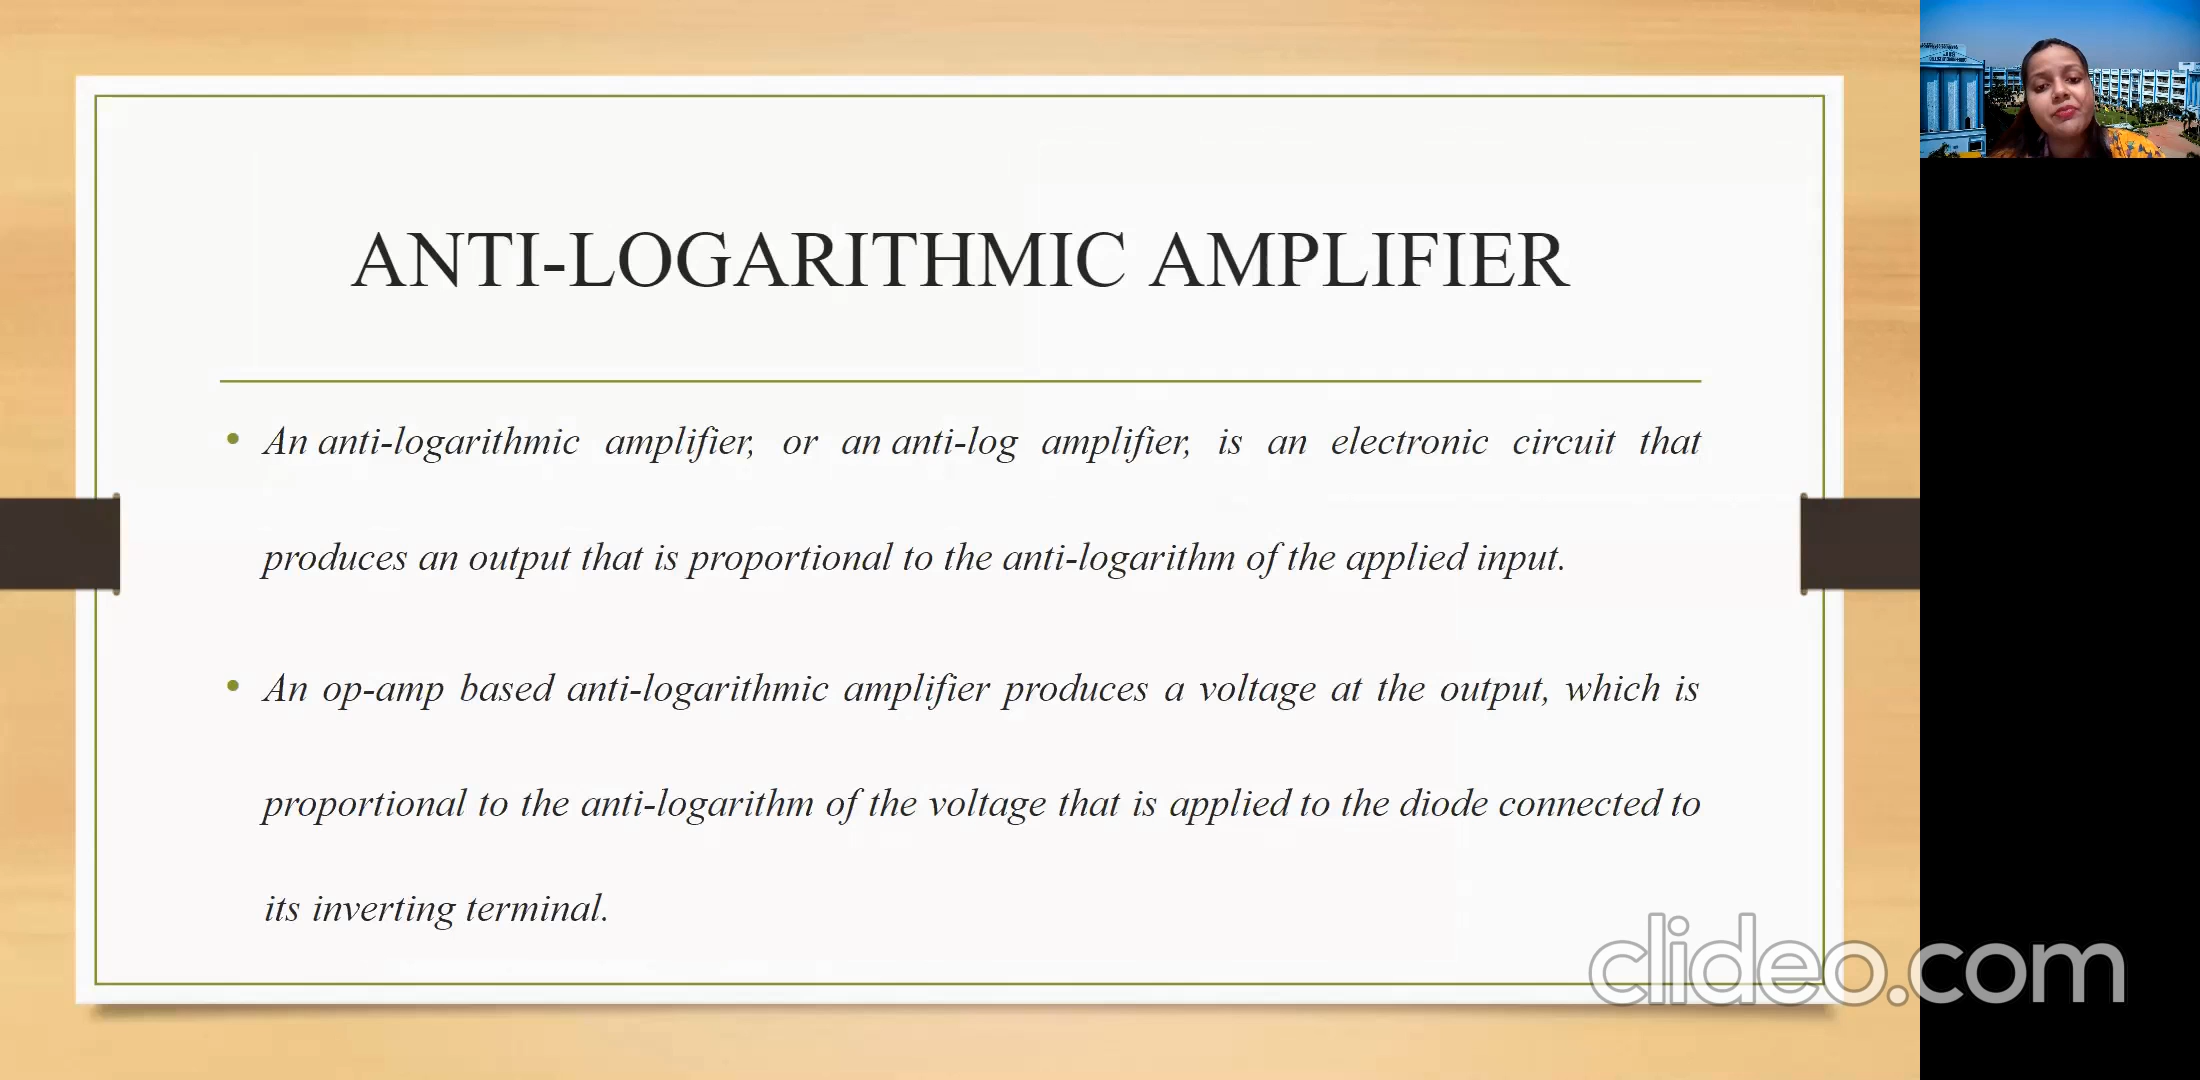 ANTI-LOGARITHMIC AMPLIFIER
• An anti-logarithmic amplifier, or an anti-log amplifier, is an electronic circuit that
produces an output that is proportional to the anti-logarithm of the applied input.
• An op-amp based anti-logarithmic amplifier produces a voltage at the output, which is
proportional to the anti-logarithm of the voltage that is applied to the diode connected to
its inverting terminal.
clideo.com